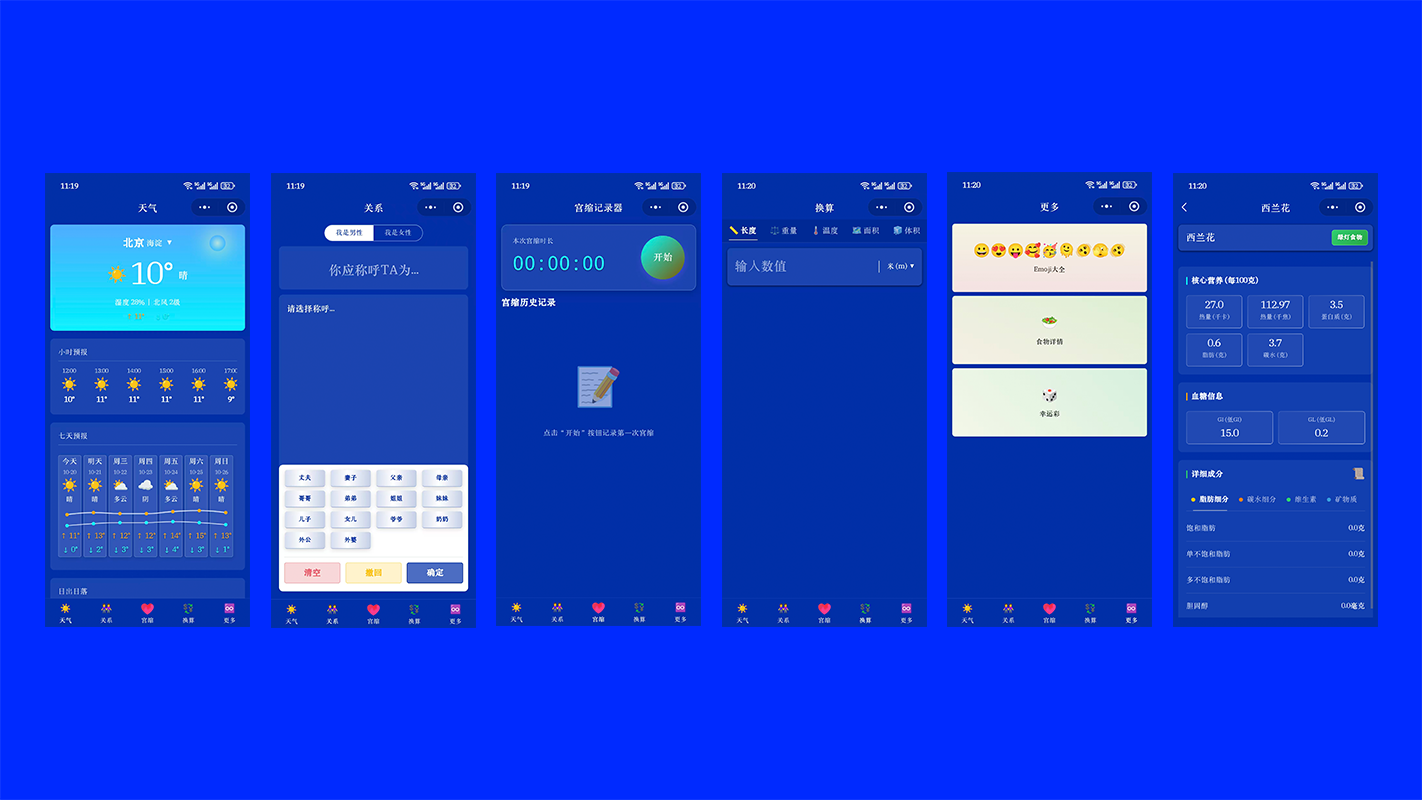 11:19
天气
北京 海淀 ▼
10° 晴
湿度 28% | 北风 2级
小时预报
12:00 13:00 14:00 15:00 16:00 17:00
10° 11° 11° 11° 11° 9°
七天预报
今天 明天 周三 周四 周五 周六 周日
10-20 10-21 10-22 10-23 10-24 10-25 10-26
晴 晴 多云 阴 多云 晴 晴
↑ 11° ↑ 13° ↑ 12° ↑ 12° ↑ 14° ↑ 15° ↑ 13°
↓ 0° ↓ 2° ↓ 3° ↓ 3° ↓ 4° ↓ 3° ↓ 1°
日出日落
天气 关系 宫缩 换算 更多
11:19
关系
我是男性 我是女性
你应称呼TA为...
请选择称呼...
丈夫 妻子 父亲 母亲
哥哥 弟弟 姐姐 妹妹
儿子 女儿 爷爷 奶奶
外公 外婆
清空 撤回 确定
天气 关系 宫缩 换算 更多
11:19
宫缩记录器
本次宫缩时长
00:00:00
开始
宫缩历史记录
点击“开始”按钮记录第一次宫缩
天气 关系 宫缩 换算 更多
11:20
换算
长度 重量 温度 面积 体积
输入数值 米 (m) ▼
天气 关系 宫缩 换算 更多
11:20
更多
Emoji大全
食物详情
幸运彩
天气 关系 宫缩 换算 更多
11:20
西兰花
西兰花 绿灯食物
核心营养 (每100克)
27.0 112.97 3.5
热量 (千卡) 热量 (千焦) 蛋白质 (克)
0.6 3.7
脂肪 (克) 碳水 (克)
血糖信息
GI (低GI) GL (低GL)
15.0 0.2
详细成分
脂肪细分 碳水细分 维生素 矿物质
饱和脂肪 0.0克
单不饱和脂肪 0.0克
多不饱和脂肪 0.0克
胆固醇 0.0毫克